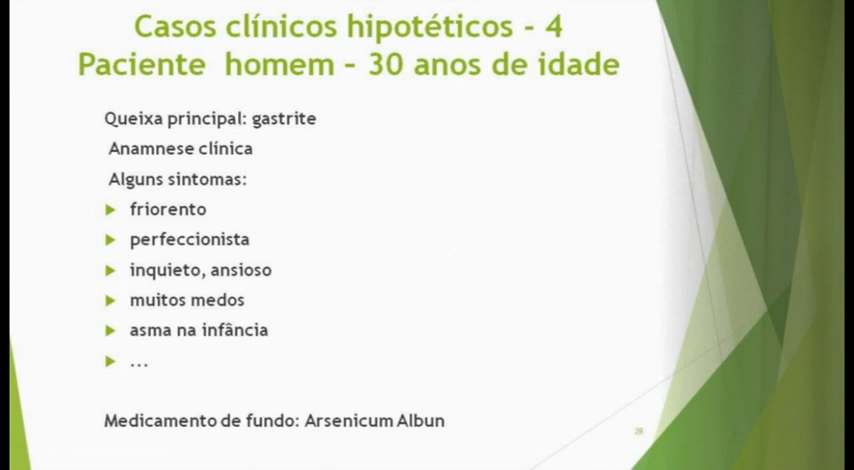 Casos clínicos hipotéticos - 4
Paciente homem - 30 anos de idade
Queixa principal: gastrite
Anamnese clínica
Alguns sintomas:
friorento
perfeccionista
inquieto, ansioso
muitos medos
asma na infância
...
Medicamento de fundo: Arsenicum Albun
28